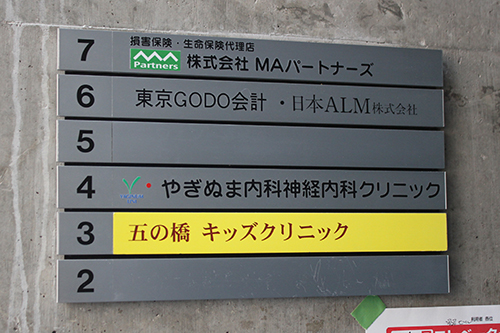 損害保険・生命保険代理店
7 MA Partners 株式会社 MAパートナーズ
6 東京GODO会計 ・日本ALM株式会社
5
4 やぎぬま内科神経内科クリニック
3 五の橋 キッズクリニック
2